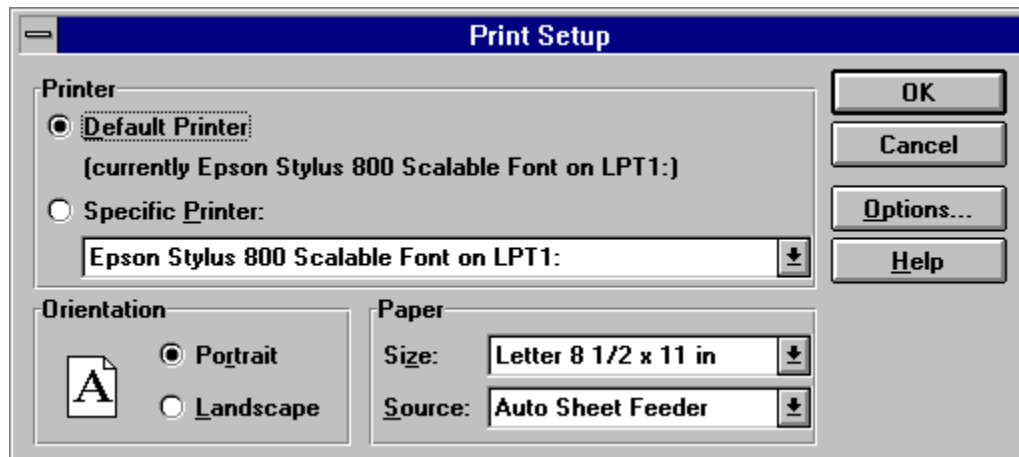 Print Setup
Printer
Default Printer
(currently Epson Stylus 800 Scalable Font on LPT1:)
Specific Printer:
Epson Stylus 800 Scalable Font on LPT1:
OK
Cancel
Options...
Help
Orientation
A
Portrait
Landscape
Paper
Size: Letter 8 1/2 x 11 in
Source: Auto Sheet Feeder